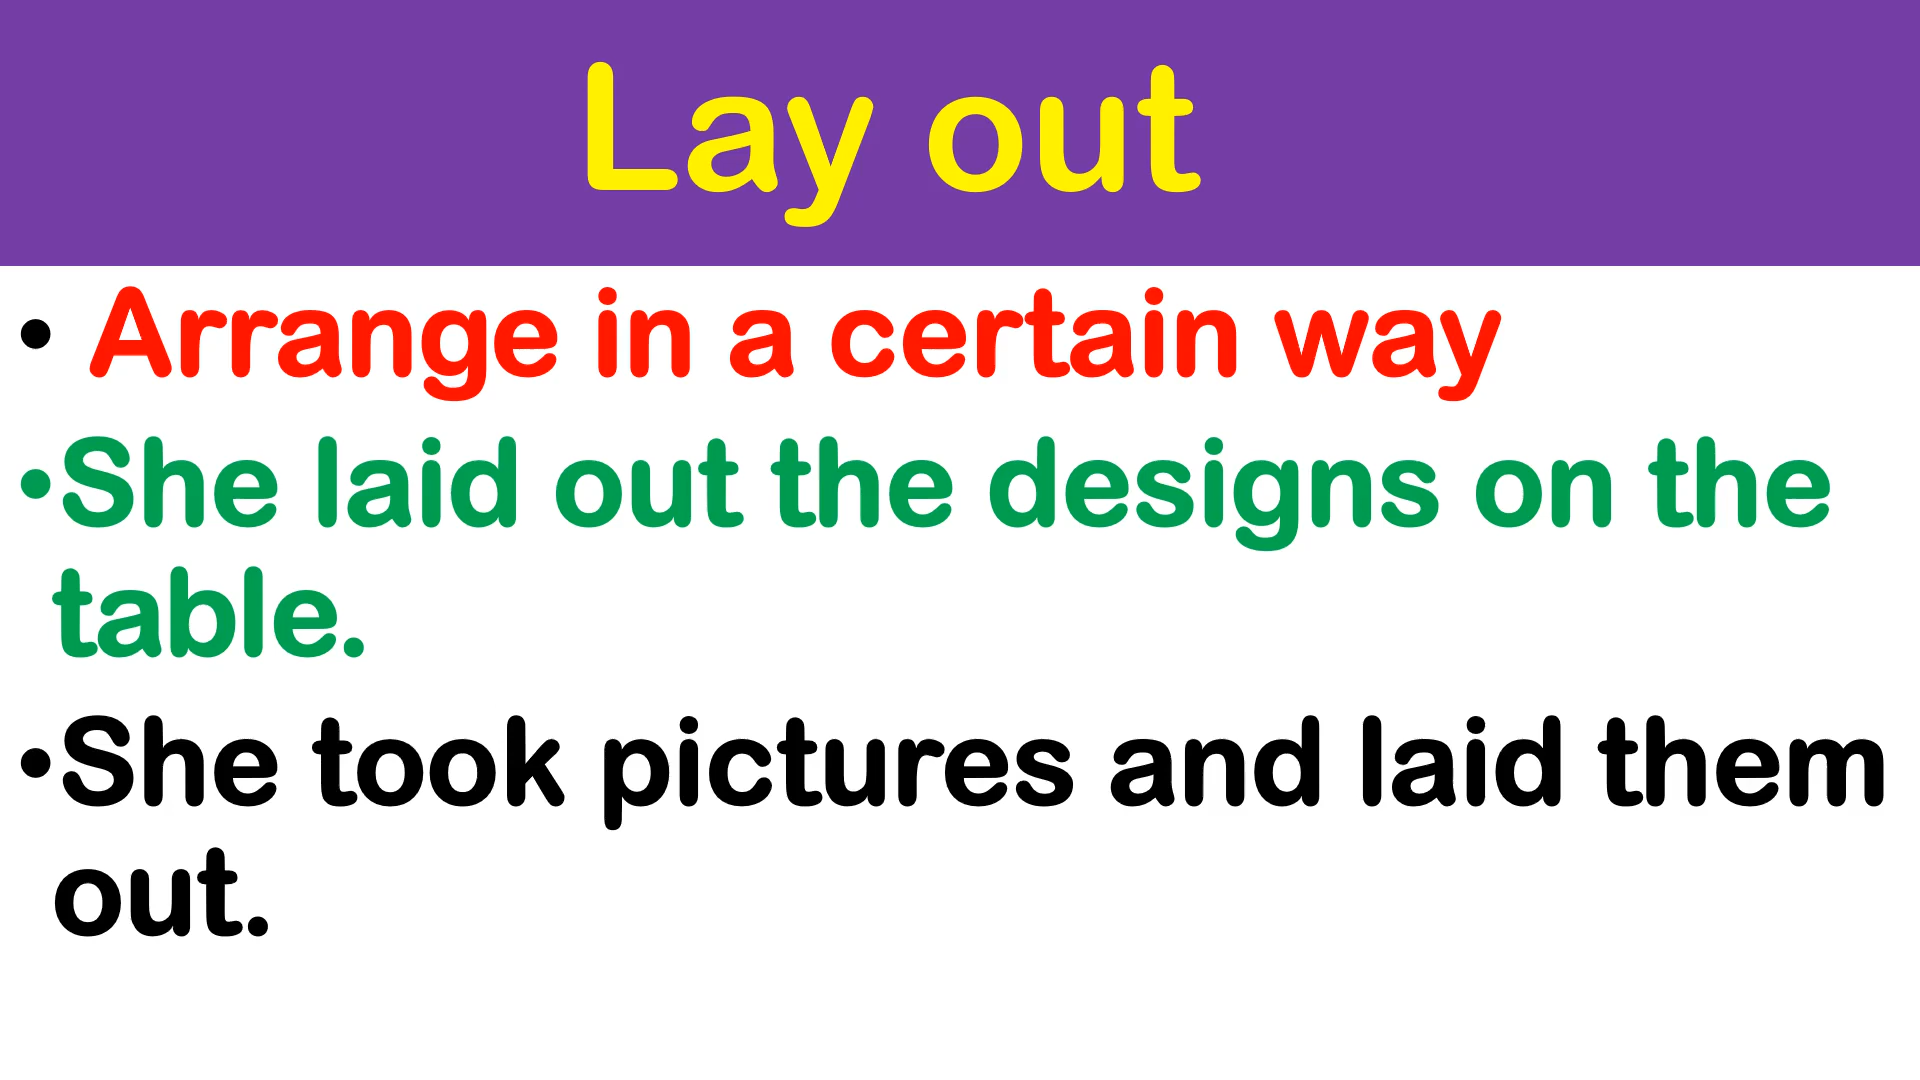 Lay out
• Arrange in a certain way
•She laid out the designs on the
table.
•She took pictures and laid them
out.